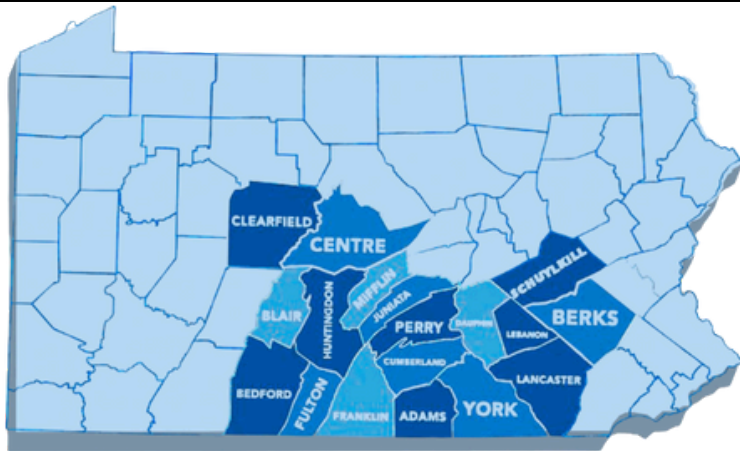 CLEARFIELD
CENTRE
SCHUYLKILL
MIFFLIN
JUNIATA
BLAIR
HUNTINGDON
PERRY
DAUPHIN
LEBANON
BERKS
CUMBERLAND
LANCASTER
BEDFORD
FULTON
FRANKLIN
ADAMS
YORK